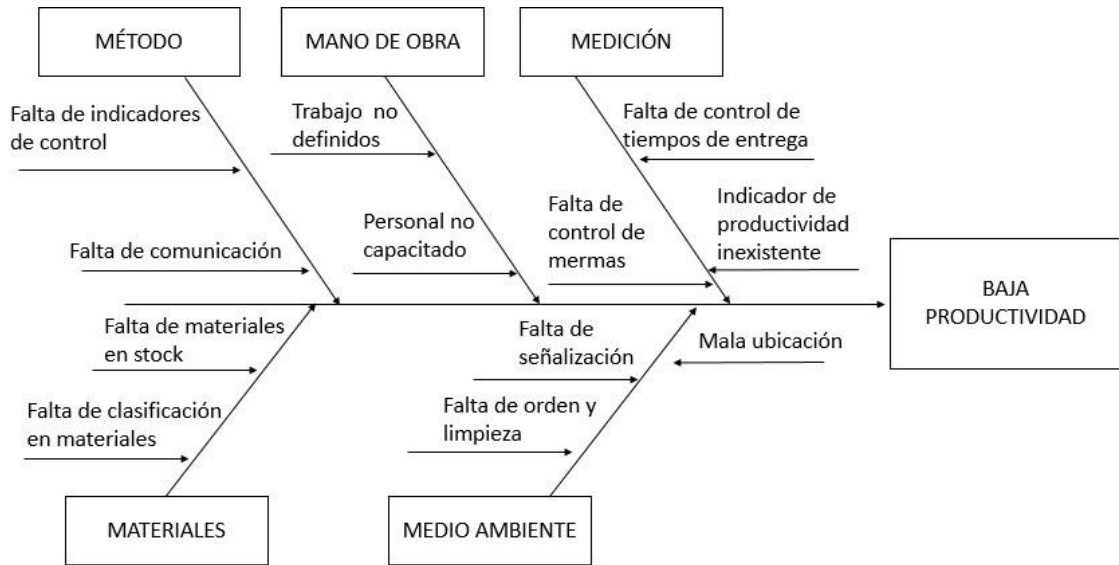 MÉTODO
MANO DE OBRA
MEDICIÓN
Falta de indicadores
de control
Trabajo no
definidos
Falta de control de
tiempos de entrega
Falta de comunicación
Personal no
capacitado
Falta de
control de
mermas
Indicador de
productividad
inexistente
BAJA
PRODUCTIVIDAD
Falta de materiales
en stock
Falta de
señalización
Mala ubicación
Falta de clasificación
en materiales
Falta de orden y
limpieza
MATERIALES
MEDIO AMBIENTE